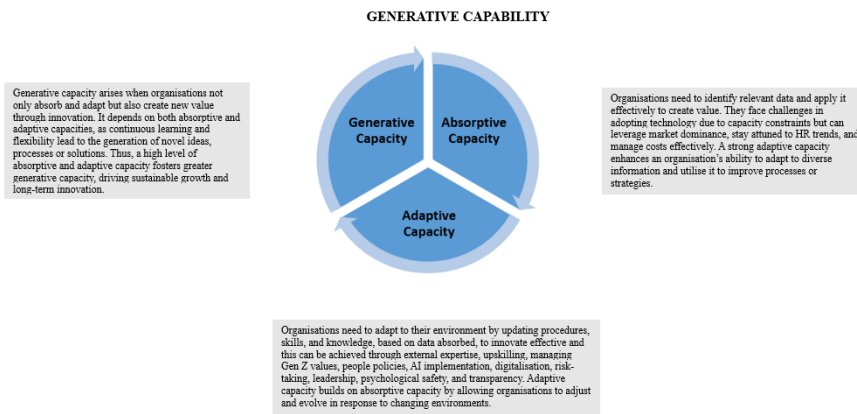 GENERATIVE CAPABILITY
Generative capacity arises when organisations not
only absorb and adapt but also create new value
through innovation. It depends on both absorptive and
adaptive capacities, as continuous learning and
flexibility lead to the generation of novel ideas,
processes or solutions. Thus, a high level of
absorptive and adaptive capacity fosters greater
generative capacity, driving sustainable growth and
long-term innovation.
Generative
Capacity
Absorptive
Capacity
Adaptive
Capacity
Organisations need to identify relevant data and apply it
effectively to create value. They face challenges in
adopting technology due to capacity constraints but can
leverage market dominance, stay attuned to HR trends, and
manage costs effectively. A strong adaptive capacity
enhances an organisation's ability to adapt to diverse
information and utilise it to improve processes or
strategies.
Organisations need to adapt to their environment by updating procedures,
skills, and knowledge, based on data absorbed, to innovate effective and
this can be achieved through external expertise, upskilling, managing
Gen Z values, people policies, AI implementation, digitalisation, risk-
taking, leadership, psychological safety, and transparency. Adaptive
capacity builds on absorptive capacity by allowing organisations to adjust
and evolve in response to changing environments.